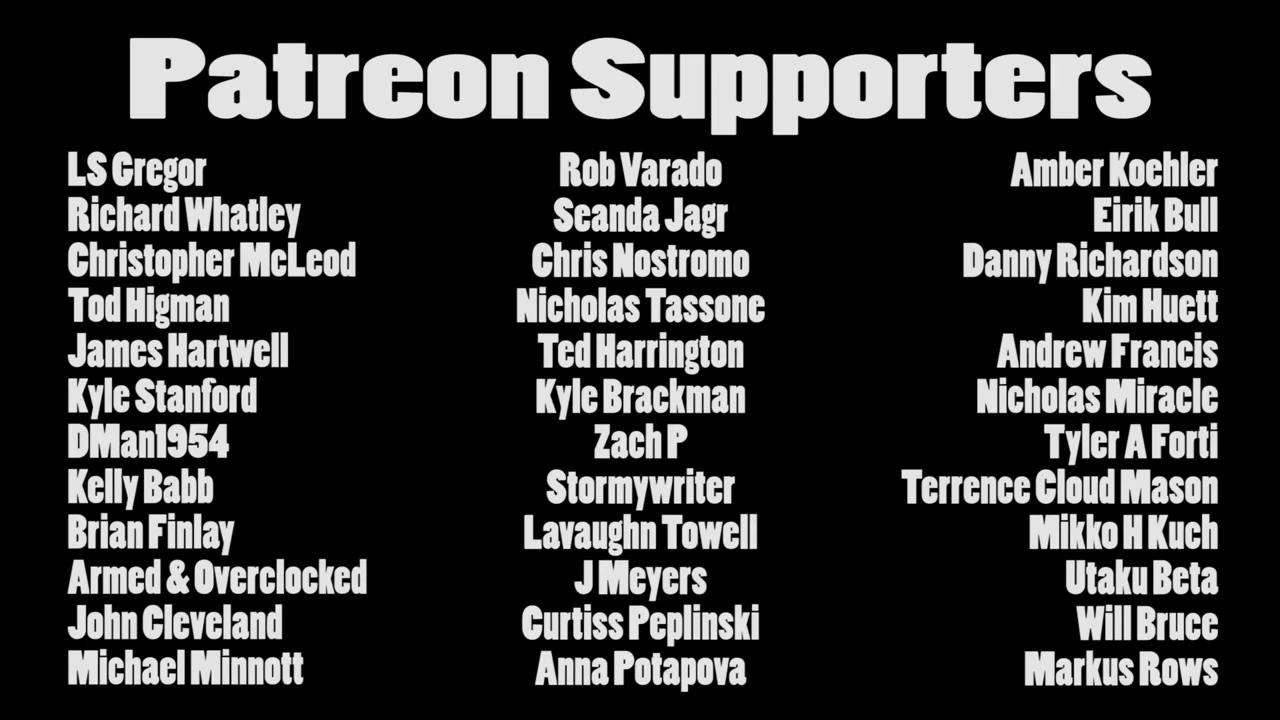 Patreon Supporters
LS Gregor
Richard Whatley
Christopher McLeod
Tod Higman
James Hartwell
Kyle Stanford
DMan1954
Kelly Babb
Brian Finlay
Armed & Overclocked
John Cleveland
Michael Minnott
Rob Varado
Seanda Jagr
Chris Nostromo
Nicholas Tassone
Ted Harrington
Kyle Brackman
Zach P
Stormywriter
Lavaughn Towell
J Meyers
Curtiss Peplinski
Anna Potapova
Amber Koehler
Eirik Bull
Danny Richardson
Kim Huett
Andrew Francis
Nicholas Miracle
Tyler A Forti
Terrence Cloud Mason
Mikko H Kuch
Utaku Beta
Will Bruce
Markus Rows